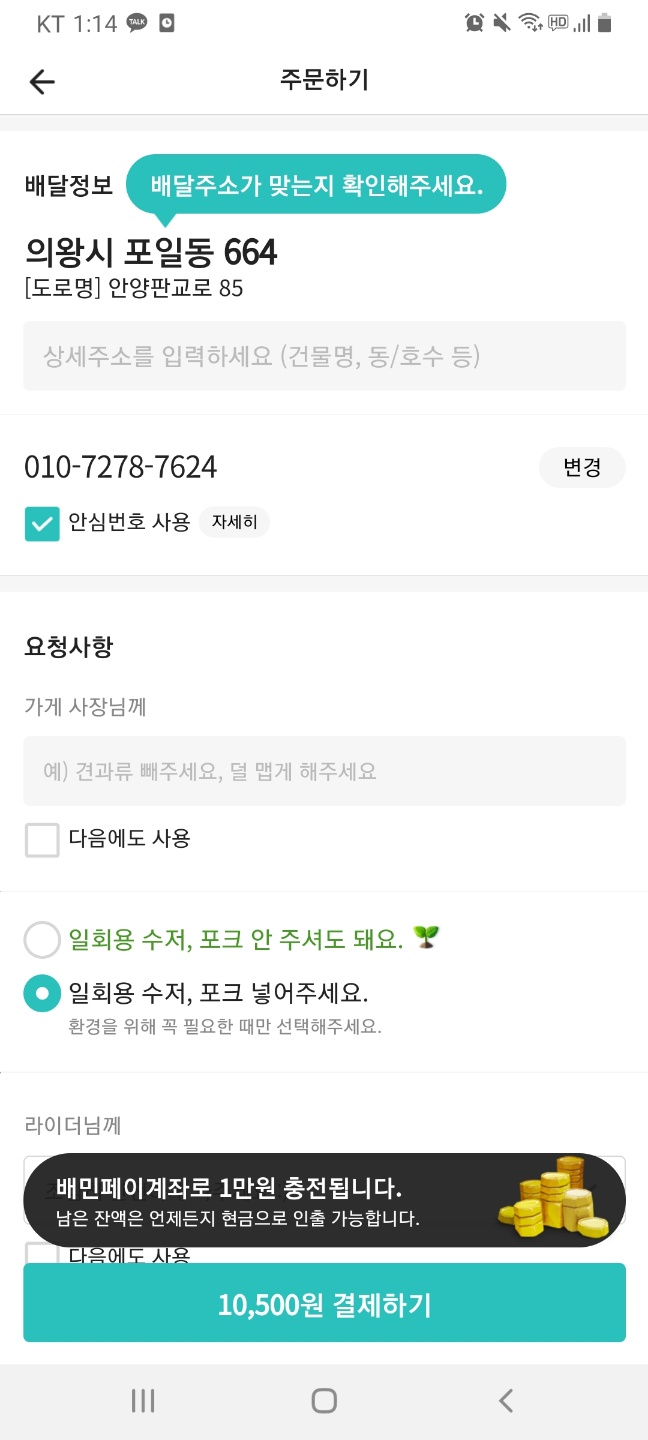 KT 1:14 TALK HD
주문하기
배달정보 배달주소가 맞는지 확인해주세요.
의왕시 포일동 664
[도로명] 안양판교로 85
상세주소를 입력하세요 (건물명, 동/호수 등)
010-7278-7624 변경
안심번호 사용 자세히
요청사항
가게 사장님께
예) 견과류 빼주세요, 덜 맵게 해주세요
다음에도 사용
일회용 수저, 포크 안 주셔도 돼요.
일회용 수저, 포크 넣어주세요.
환경을 위해 꼭 필요한 때만 선택해주세요.
라이더님께
배민페이계좌로 1만원 충전됩니다.
남은 잔액은 언제든지 현금으로 인출 가능합니다.
다음에도 사용
10,500원 결제하기